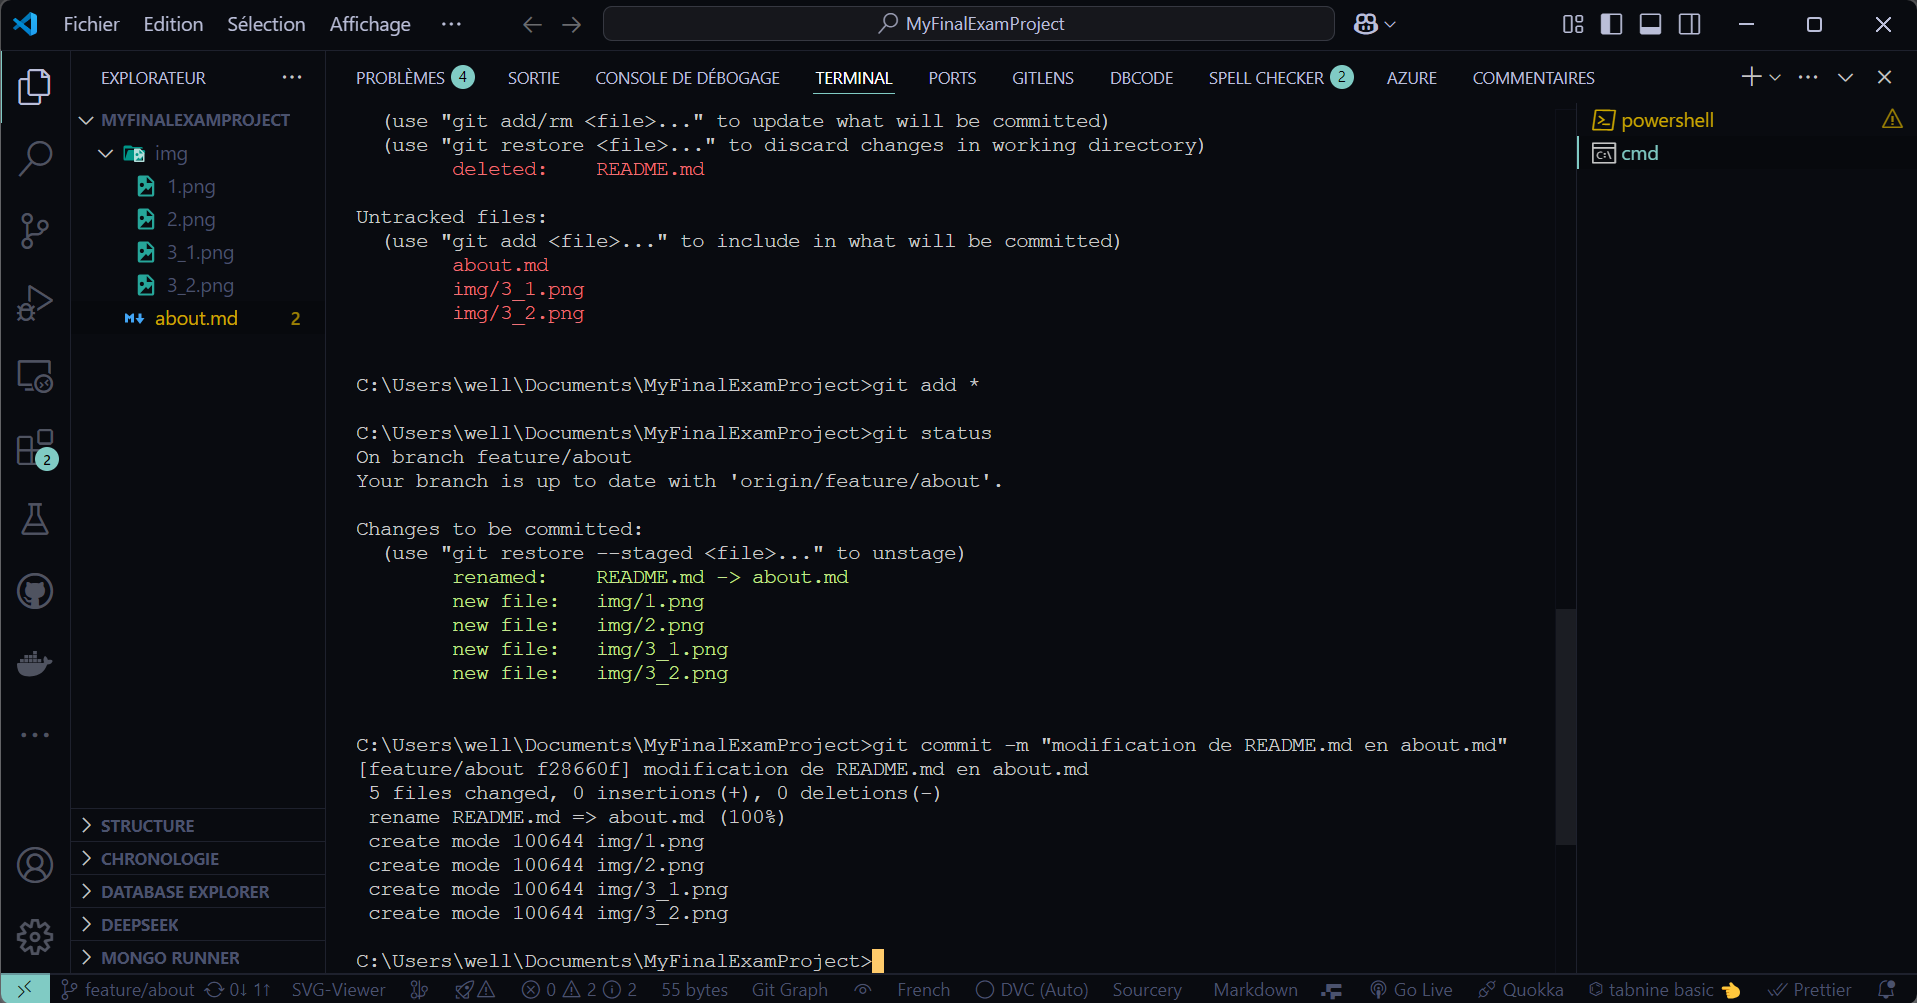 Fichier Edition Sélection Affichage ··· MyFinalExamProject
EXPLORATEUR ···
MYFINALEXAMPROJECT
img
1.png
2.png
3_1.png
3_2.png
about.md 2
2
STRUCTURE
CHRONOLOGIE
DATABASE EXPLORER
DEEPSEEK
MONGO RUNNER
PROBLÈMES 4 SORTIE CONSOLE DE DÉBOGAGE TERMINAL PORTS GITLENS DBCODE SPELL CHECKER 2 AZURE COMMENTAIRES
(use "git add/rm <file>..." to update what will be committed)
(use "git restore <file>..." to discard changes in working directory)
deleted: README.md
Untracked files:
(use "git add <file>..." to include in what will be committed)
about.md
img/3_1.png
img/3_2.png
C:\Users\well\Documents\MyFinalExamProject>git add *
C:\Users\well\Documents\MyFinalExamProject>git status
On branch feature/about
Your branch is up to date with 'origin/feature/about'.
Changes to be committed:
(use "git restore --staged <file>..." to unstage)
renamed: README.md -> about.md
new file: img/1.png
new file: img/2.png
new file: img/3_1.png
new file: img/3_2.png
C:\Users\well\Documents\MyFinalExamProject>git commit -m "modification de README.md en about.md"
[feature/about f28660f] modification de README.md en about.md
5 files changed, 0 insertions(+), 0 deletions(-)
rename README.md => about.md (100%)
create mode 100644 img/1.png
create mode 100644 img/2.png
create mode 100644 img/3_1.png
create mode 100644 img/3_2.png
C:\Users\well\Documents\MyFinalExamProject>
powershell
cmd
feature/about 0↓ 1↑ SVG-Viewer 0 2 2 55 bytes Git Graph French DVC (Auto) Sourcery Markdown Go Live Quokka tabnine basic 👈 Prettier